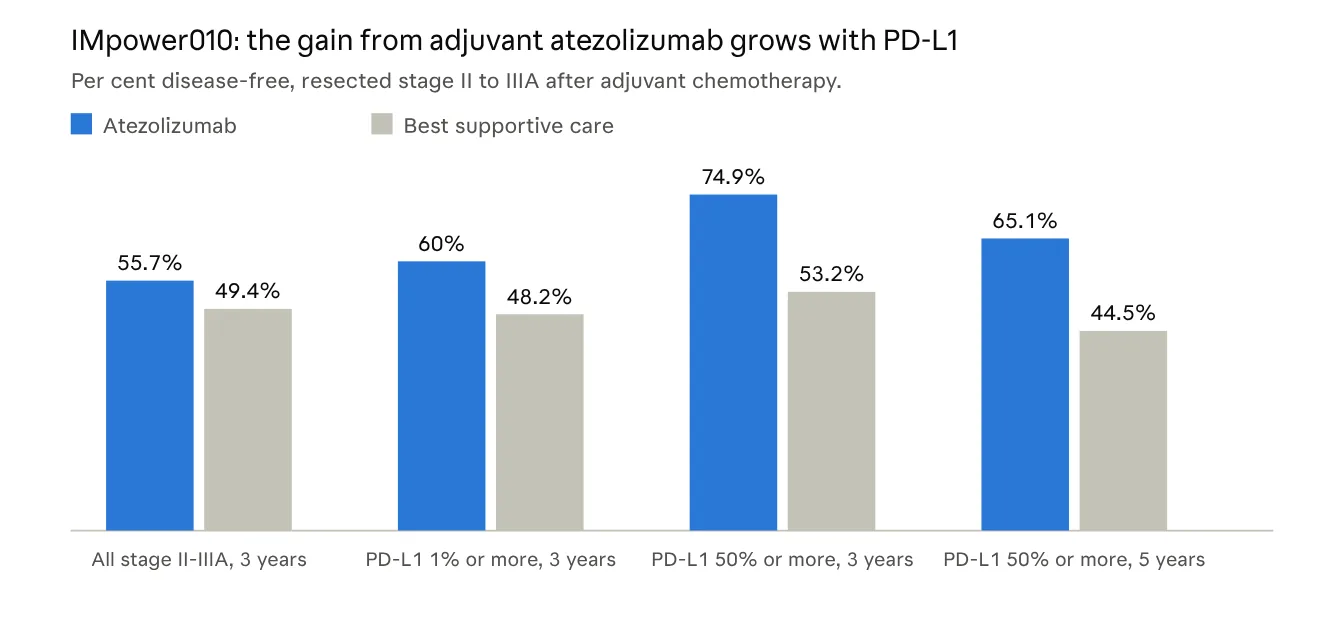 IMpower010: the gain from adjuvant atezolizumab grows with PD-L1
Per cent disease-free, resected stage II to IIIA after adjuvant chemotherapy.
Atezolizumab Best supportive care
74.9%
65.1%
60%
55.7%
53.2%
49.4%
48.2%
44.5%
All stage II-IIIA, 3 years PD-L1 1% or more, 3 years PD-L1 50% or more, 3 years PD-L1 50% or more, 5 years